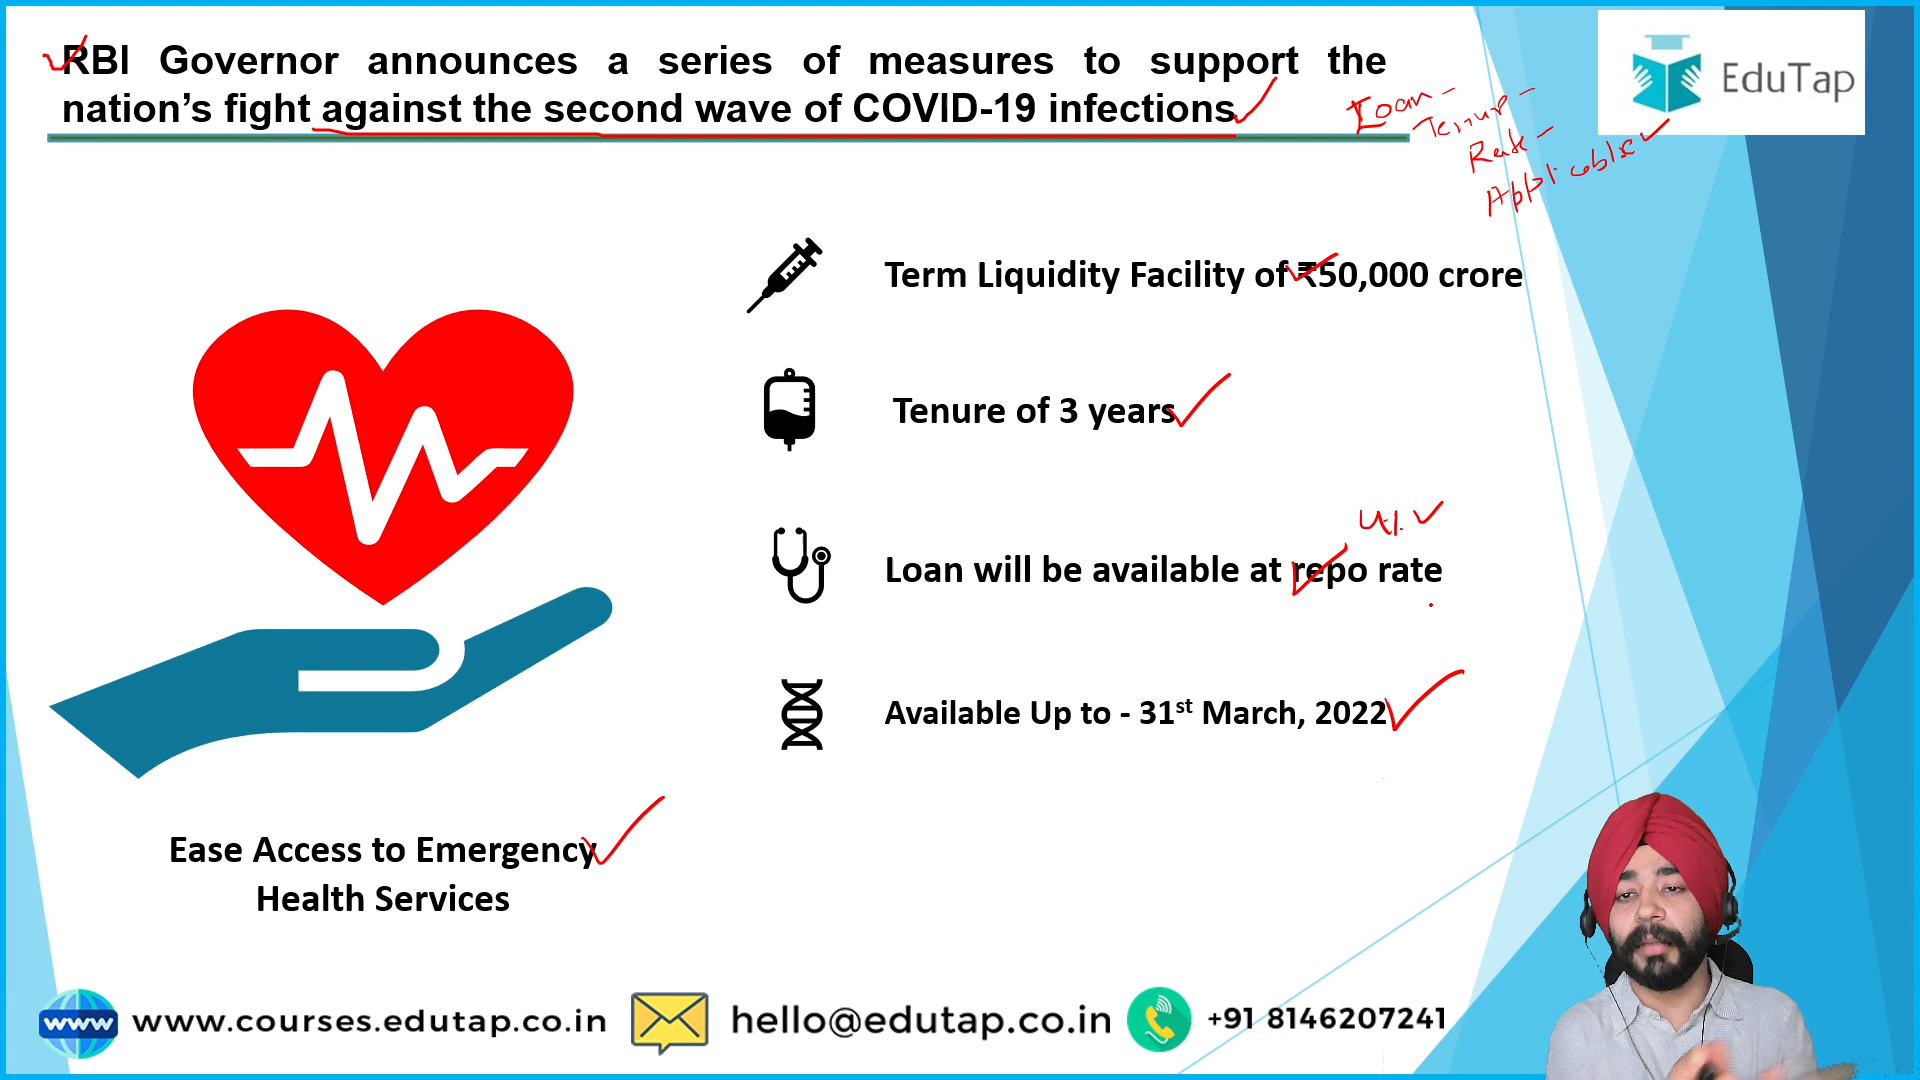 RBI Governor announces a series of measures to support the
nation’s fight against the second wave of COVID-19 infections
EduTap
Loan -
Tenur -
Rate -
Applicable
Term Liquidity Facility of ₹50,000 crore
Tenure of 3 years
4%
Loan will be available at repo rate
Available Up to - 31st March, 2022
Ease Access to Emergency
Health Services
www
www.courses.edutap.co.in
hello@edutap.co.in
+91 8146207241